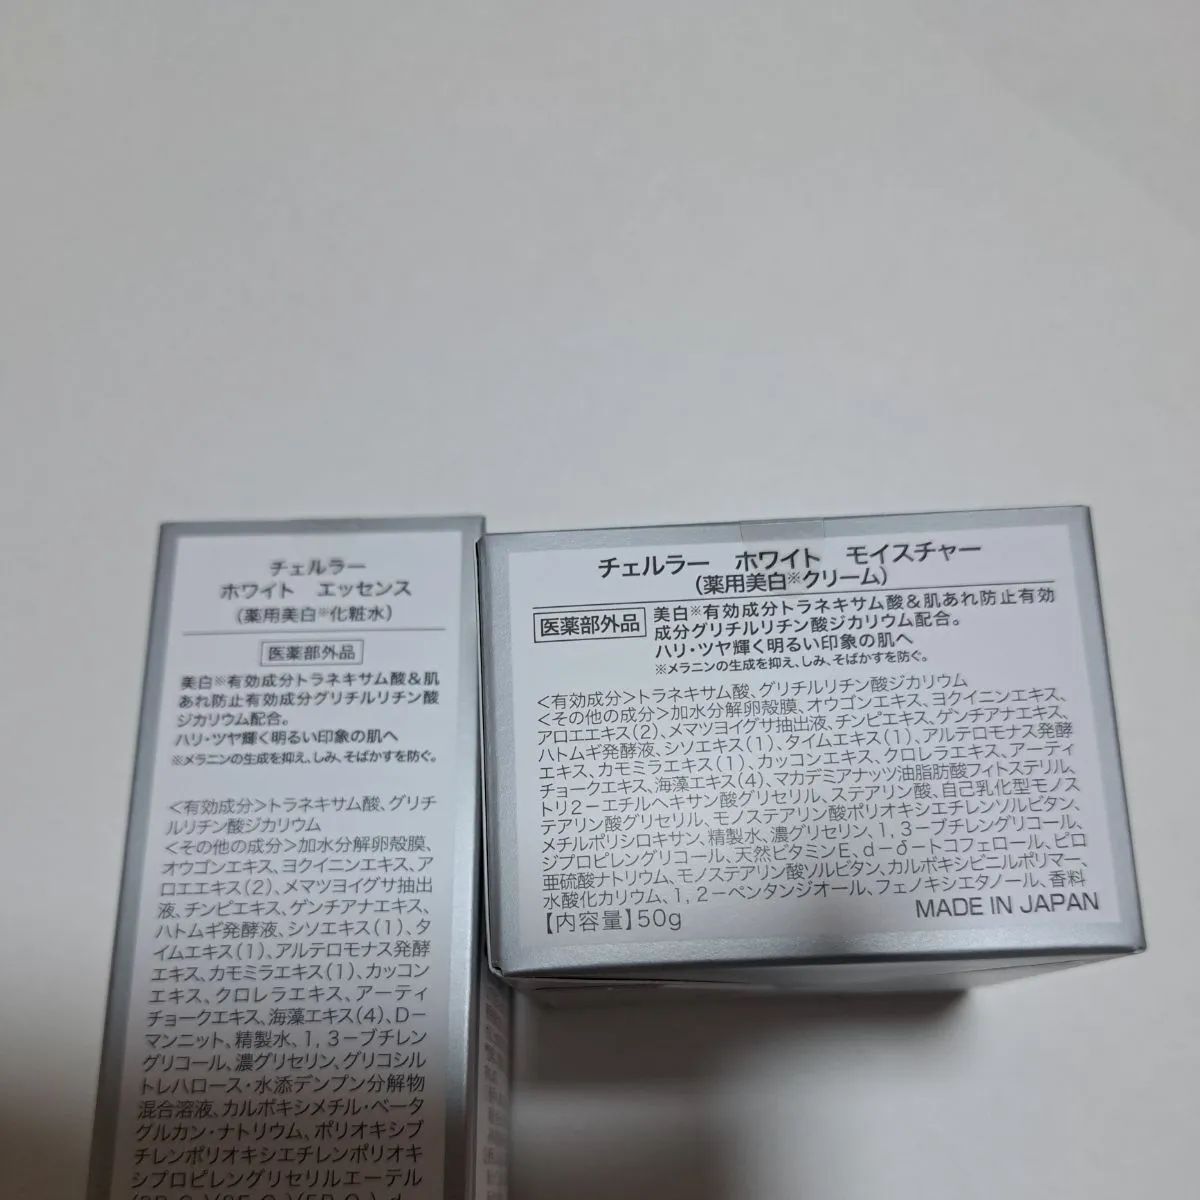 チェルラー
ホワイト エッセンス
(薬用美白※化粧水)
医薬部外品
美白※有効成分トラネキサム酸&肌
あれ防止有効成分グリチルリチン酸
ジカリウム配合。
ハリ・ツヤ輝く明るい印象の肌へ
※メラニンの生成を抑え、しみ、そばかすを防ぐ。
<有効成分>トラネキサム酸、グリチ
ルリチン酸ジカリウム
<その他の成分>加水分解卵殻膜、
オウゴンエキス、ヨクイニンエキス、ア
ロエエキス(2)、メマツヨイグサ抽出
液、チンピエキス、ゲンチアナエキス、
ハトムギ発酵液、シソエキス(1)、タ
イムエキス(1)、アルテロモナス発酵
エキス、カモミラエキス(1)、カッコン
エキス、クロレラエキス、アーティ
チョークエキス、海藻エキス(4)、D-
マンニット、精製水、1,3-ブチレン
グリコール、濃グリセリン、グリコシル
トレハロース・水添デンプン分解物
混合溶液、カルボキシメチル・ベータ
グルカン・ナトリウム、ポリオキシブ
チレンポリオキシエチレンポリオキ
シプロピレングリセリルエーテル
チェルラー ホワイト モイスチャー
(薬用美白※クリーム)
医薬部外品
美白※有効成分トラネキサム酸&肌あれ防止有効
成分グリチルリチン酸ジカリウム配合。
ハリ・ツヤ輝く明るい印象の肌へ
※メラニンの生成を抑え、しみ、そばかすを防ぐ。
<有効成分>トラネキサム酸、グリチルリチン酸ジカリウム
<その他の成分>加水分解卵殻膜、オウゴンエキス、ヨクイニンエキス、
アロエエキス(2)、メマツヨイグサ抽出液、チンピエキス、ゲンチアナエキス、
ハトムギ発酵液、シソエキス(1)、タイムエキス(1)、アルテロモナス発酵
エキス、カモミラエキス(1)、カッコンエキス、クロレラエキス、アーティ
チョークエキス、海藻エキス(4)、マカデミアナッツ油脂肪酸フィトステリル、
トリ2-エチルヘキサン酸グリセリル、ステアリン酸、自己乳化型モノス
テアリン酸グリセリル、モノステアリン酸ポリオキシエチレンソルビタン、
メチルポリシロキサン、精製水、濃グリセリン、1,3-ブチレングリコール、
ジプロピレングリコール、天然ビタミンE、d-δ-トコフェロール、ピロ
亜硫酸ナトリウム、モノステアリン酸ソルビタン、カルボキシビニルポリマー、
水酸化カリウム、1,2-ペンタンジオール、フェノキシエタノール、香料
【内容量】50g
MADE IN JAPAN